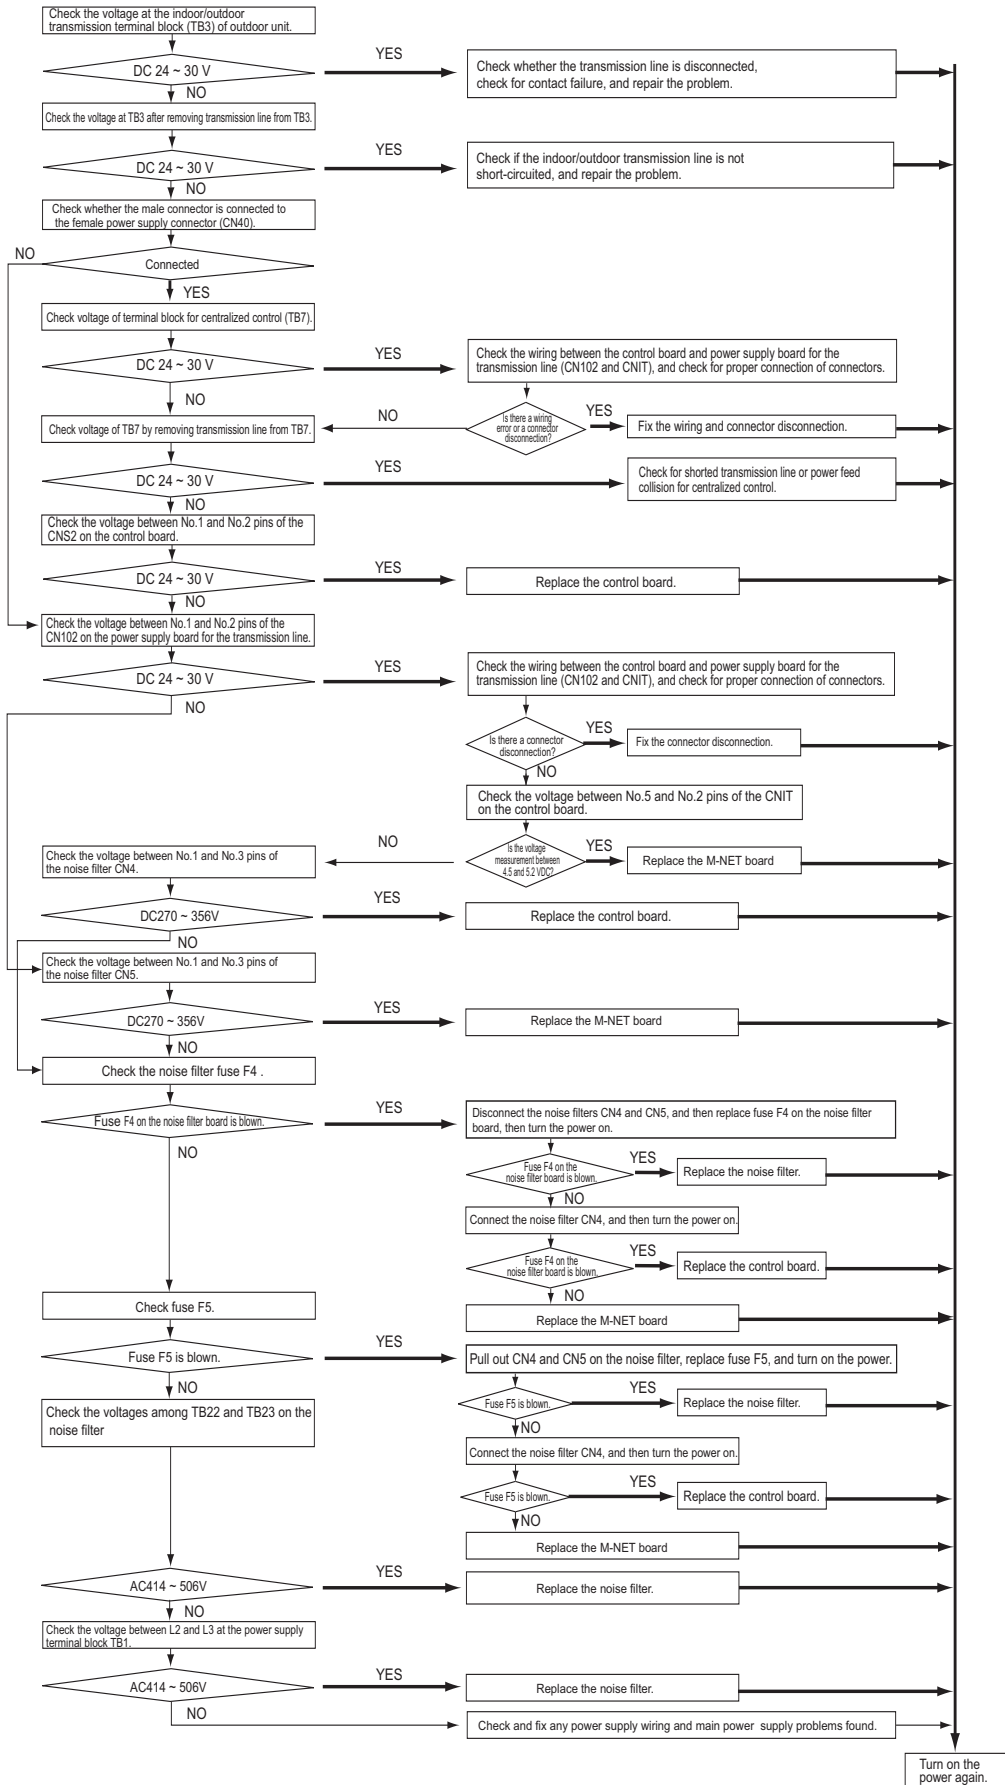 Check the voltage at the indoor/outdoor
transmission terminal block (TB3) of outdoor unit.
YES
DC 24 ~ 30 V
Check whether the transmission line is disconnected,
check for contact failure, and repair the problem.
NO
Check the voltage at TB3 after removing transmission line from TB3.
YES
DC 24 ~ 30 V
Check if the indoor/outdoor transmission line is not
short-circuited, and repair the problem.
NO
Check whether the male connector is connected to
the female power supply connector (CN40).
NO
Connected
YES
Check voltage of terminal block for centralized control (TB7).
YES
DC 24 ~ 30 V
Check the wiring between the control board and power supply board for the
transmission line (CN102 and CNIT), and check for proper connection of connectors.
NO
Check voltage of TB7 by removing transmission line from TB7.
NO
Is there a wiring
error or a connector
disconnection?
YES
Fix the wiring and connector disconnection.
YES
DC 24 ~ 30 V
Check for shorted transmission line or power feed
collision for centralized control.
NO
Check the voltage between No.1 and No.2 pins of the
CNS2 on the control board.
YES
DC 24 ~ 30 V
Replace the control board.
NO
Check the voltage between No.1 and No.2 pins of the
CN102 on the power supply board for the transmission line.
YES
DC 24 ~ 30 V
Check the wiring between the control board and power supply board for the
transmission line (CN102 and CNIT), and check for proper connection of connectors.
NO
Is there a connector
disconnection?
YES
Fix the connector disconnection.
NO
Check the voltage between No.5 and No.2 pins of the CNIT
on the control board.
NO
Is the voltage
measurement between
4.5 and 5.2 VDC?
YES
Replace the M-NET board
Check the voltage between No.1 and No.3 pins of
the noise filter CN4.
YES
DC270 ~ 356V
Replace the control board.
NO
Check the voltage between No.1 and No.3 pins of
the noise filter CN5.
YES
DC270 ~ 356V
Replace the M-NET board
NO
Check the noise filter fuse F4 .
YES
Fuse F4 on the noise filter board is blown.
Disconnect the noise filters CN4 and CN5, and then replace fuse F4 on the noise filter
board, then turn the power on.
NO
Fuse F4 on the
noise filter board is blown.
YES
Replace the noise filter.
NO
Connect the noise filter CN4, and then turn the power on.
Fuse F4 on the
noise filter board is blown.
YES
Replace the control board.
NO
Check fuse F5.
Replace the M-NET board
YES
Fuse F5 is blown.
Pull out CN4 and CN5 on the noise filter, replace fuse F5, and turn on the power.
NO
Check the voltages among TB22 and TB23 on the
noise filter
Fuse F5 is blown.
YES
Replace the noise filter.
NO
Connect the noise filter CN4, and then turn the power on.
Fuse F5 is blown.
YES
Replace the control board.
NO
Replace the M-NET board
YES
AC414 ~ 506V
Replace the noise filter.
NO
Check the voltage between L2 and L3 at the power supply
terminal block TB1.
YES
AC414 ~ 506V
Replace the noise filter.
NO
Check and fix any power supply wiring and main power supply problems found.
Turn on the
power again.